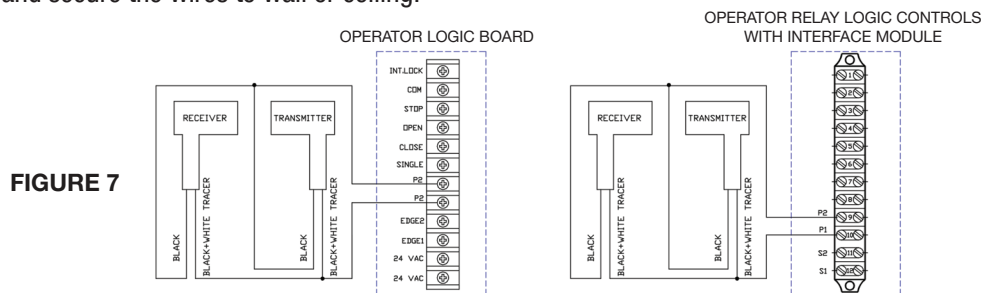 and secure the wires to wall or ceiling.
OPERATOR LOGIC BOARD
OPERATOR RELAY LOGIC CONTROLS
WITH INTERFACE MODULE
FIGURE 7
RECEIVER
TRANSMITTER
BLACK
BLACK+WHITE TRACER
BLACK
BLACK+WHITE TRACER
INT.LOCK
COM
STOP
OPEN
CLOSE
SINGLE
P2
P2
EDGE2
EDGE1
24 VAC
24 VAC
RECEIVER
TRANSMITTER
BLACK
BLACK+WHITE TRACER
BLACK
BLACK+WHITE TRACER
1
2
3
4
5
6
7
8
P2 9
P1 10
S2 11
S1 12